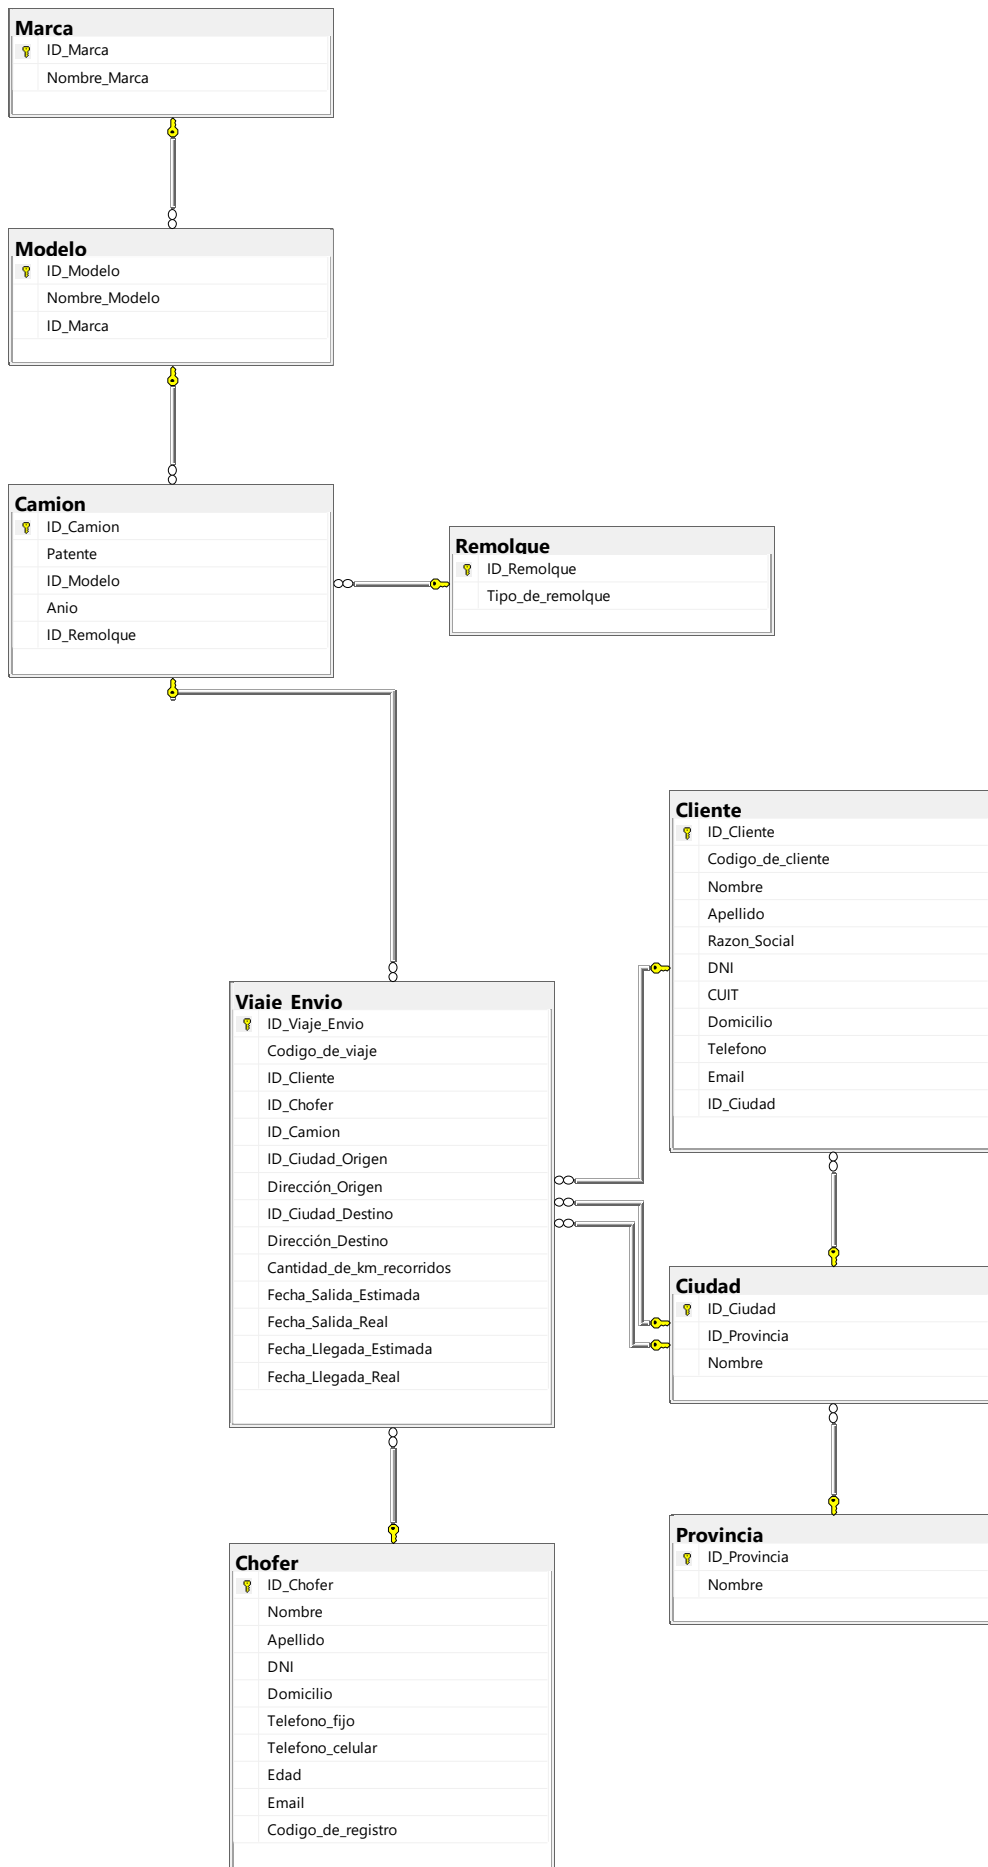 Marca
ID_Marca
Nombre_Marca
Modelo
ID_Modelo
Nombre_Modelo
ID_Marca
Camion
ID_Camion
Patente
ID_Modelo
Anio
ID_Remolque
Remolque
ID_Remolque
Tipo_de_remolque
Cliente
ID_Cliente
Codigo_de_cliente
Nombre
Apellido
Razon_Social
DNI
CUIT
Domicilio
Telefono
Email
ID_Ciudad
Viaje_Envio
ID_Viaje_Envio
Codigo_de_viaje
ID_Cliente
ID_Chofer
ID_Camion
ID_Ciudad_Origen
Dirección_Origen
ID_Ciudad_Destino
Dirección_Destino
Cantidad_de_km_recorridos
Fecha_Salida_Estimada
Fecha_Salida_Real
Fecha_Llegada_Estimada
Fecha_Llegada_Real
Ciudad
ID_Ciudad
ID_Provincia
Nombre
Provincia
ID_Provincia
Nombre
Chofer
ID_Chofer
Nombre
Apellido
DNI
Domicilio
Telefono_fijo
Telefono_celular
Edad
Email
Codigo_de_registro